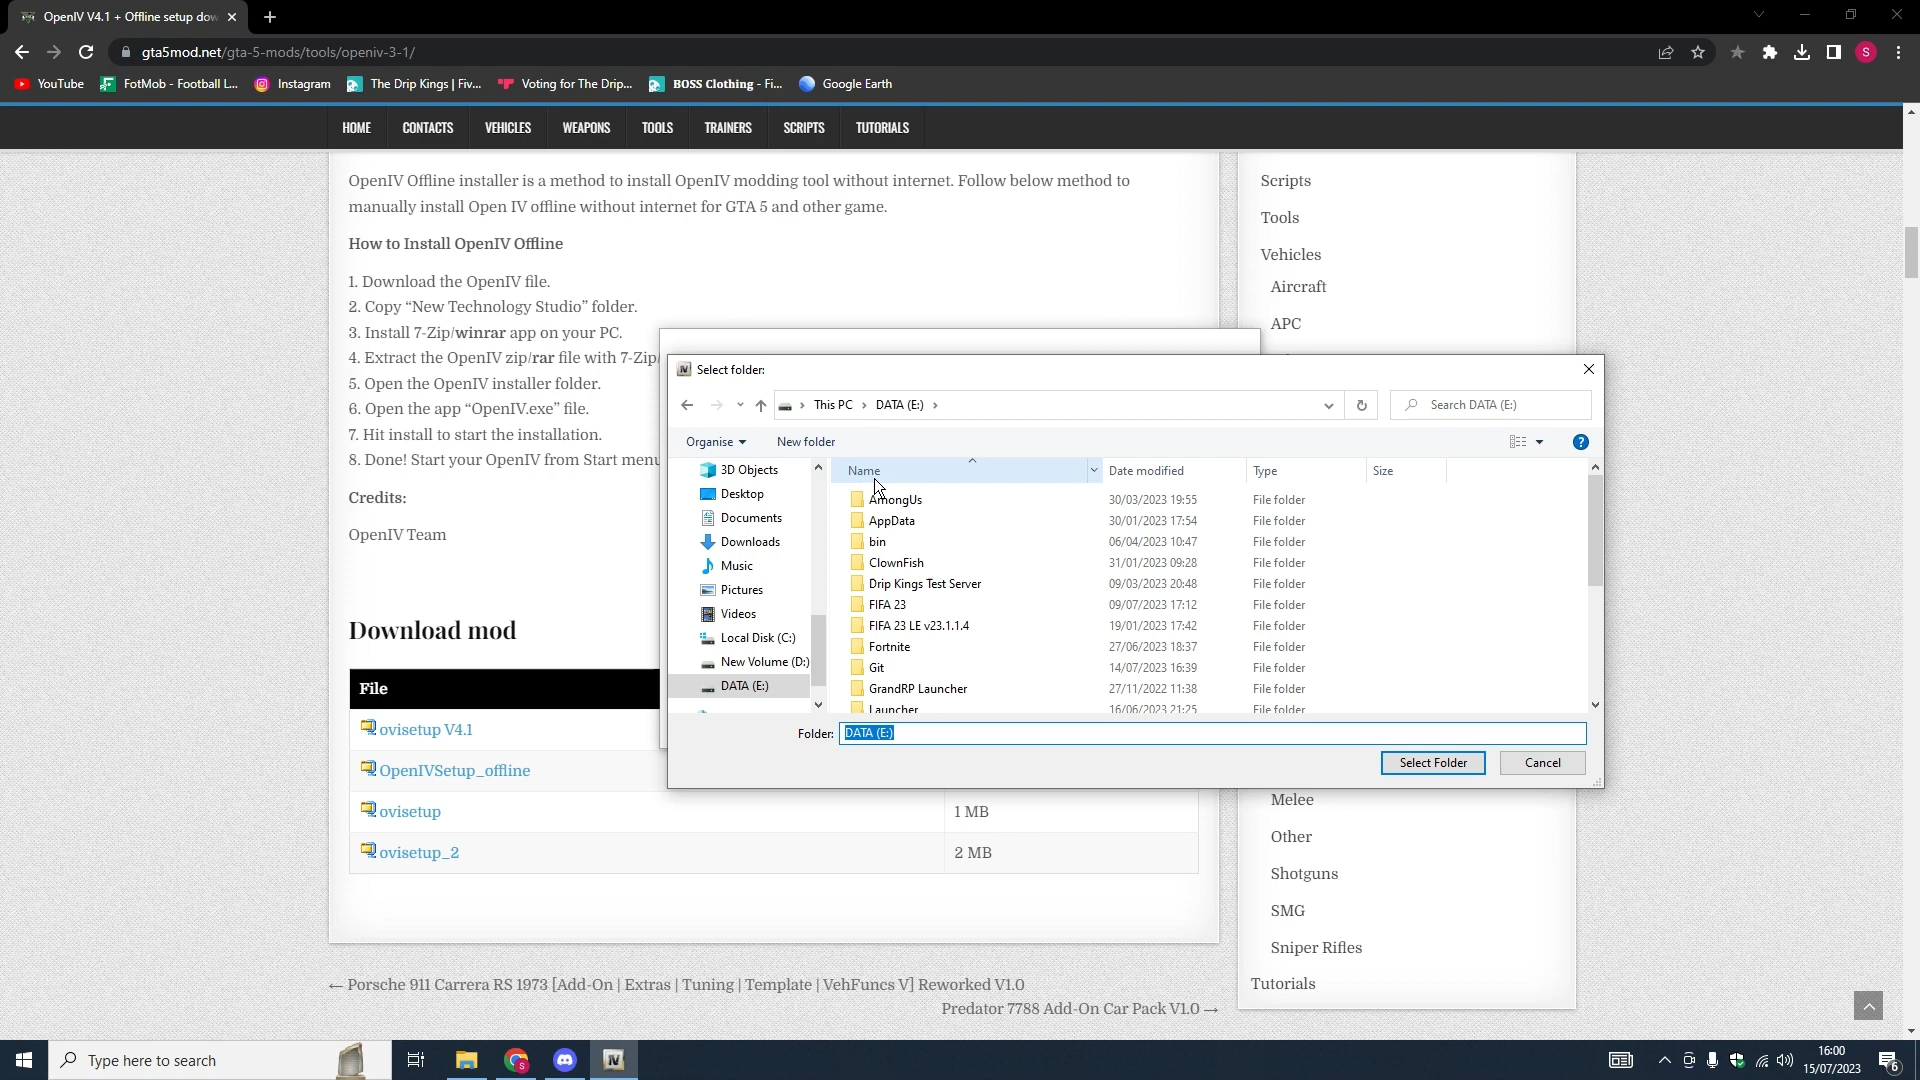 OpenIV V4.1 + Offline setup dow
gta5mod.net/gta-5-mods/tools/openiv-3-1/
S
YouTube
FotMob - Football L...
Instagram
The Drip Kings | Fiv...
Voting for The Drip...
BOSS Clothing - Fi...
Google Earth
HOME
CONTACTS
VEHICLES
WEAPONS
TOOLS
TRAINERS
SCRIPTS
TUTORIALS
OpenIV Offline installer is a method to install OpenIV modding tool without internet. Follow below method to
manually install Open IV offline without internet for GTA 5 and other game.
How to Install OpenIV Offline
1. Download the OpenIV file.
2. Copy “New Technology Studio” folder.
3. Install 7-Zip/winrar app on your PC.
4. Extract the OpenIV zip/rar file with 7-Zip/
5. Open the OpenIV installer folder.
6. Open the app “OpenIV.exe” file.
7. Hit install to start the installation.
8. Done! Start your OpenIV from Start menu
Credits:
OpenIV Team
Download mod
File
ovisetup V4.1
OpenIVSetup_offline
ovisetup
1 MB
ovisetup_2
2 MB
← Porsche 911 Carrera RS 1973 [Add-On | Extras | Tuning | Template | VehFuncs V] Reworked V1.0
Predator 7788 Add-On Car Pack V1.0 →
Scripts
Tools
Vehicles
Aircraft
APC
Melee
Other
Shotguns
SMG
Sniper Rifles
Tutorials
IV
Select folder:
This PC
DATA (E:)
Search DATA (E:)
Organise
New folder
?
3D Objects
Desktop
Documents
Downloads
Music
Pictures
Videos
Local Disk (C:)
New Volume (D:)
DATA (E:)
Name
Date modified
Type
Size
AmongUs 30/03/2023 19:55 File folder
AppData 30/01/2023 17:54 File folder
bin 06/04/2023 10:47 File folder
ClownFish 31/01/2023 09:28 File folder
Drip Kings Test Server 09/03/2023 20:48 File folder
FIFA 23 09/07/2023 17:12 File folder
FIFA 23 LE v23.1.1.4 19/01/2023 17:42 File folder
Fortnite 27/06/2023 18:37 File folder
Git 14/07/2023 16:39 File folder
GrandRP Launcher 27/11/2022 11:38 File folder
Launcher 16/06/2023 21:25 File folder
Folder: DATA (E:)
Select Folder
Cancel
Type here to search
S
IV
16:00
15/07/2023
6